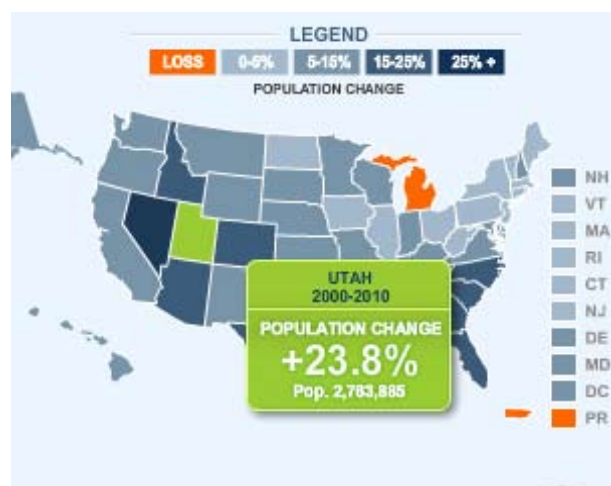 LEGEND
LOSS 0-5% 5-15% 15-25% 25% +
POPULATION CHANGE
UTAH
2000-2010
POPULATION CHANGE
+23.8%
Pop. 2,763,885
NH
VT
MA
RI
CT
NJ
DE
MD
DC
PR